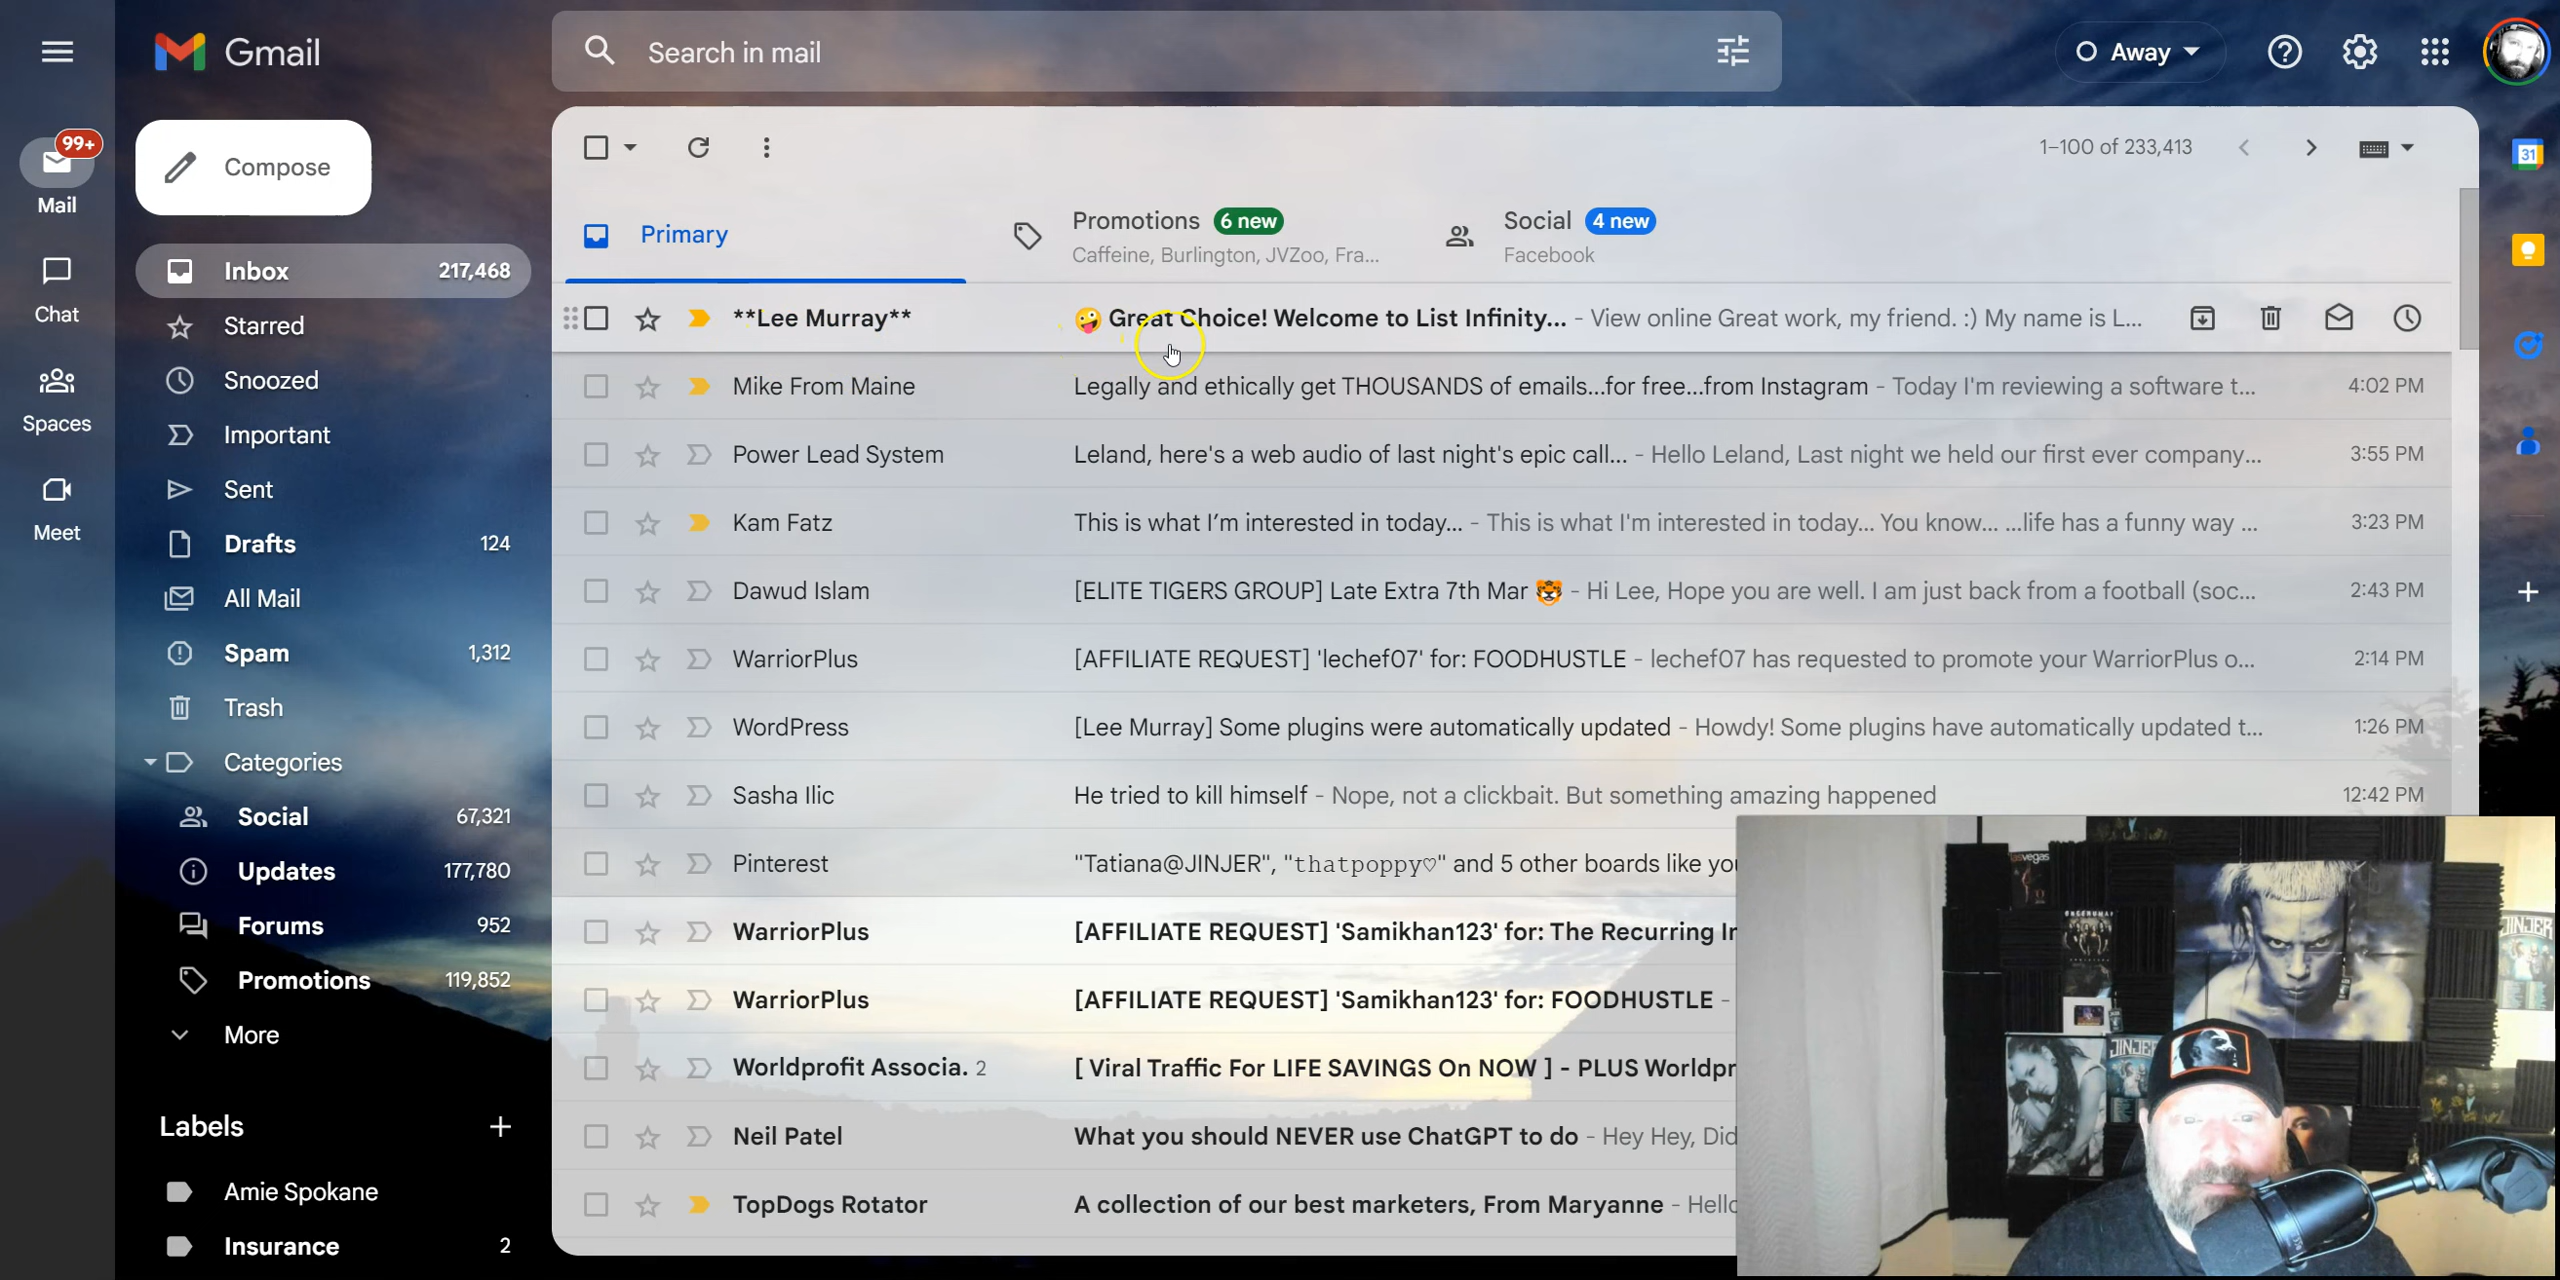 Gmail
Search in mail
Away
99+
Mail
Chat
Spaces
Meet
Compose
Inbox 217,468
Starred
Snoozed
Important
Sent
Drafts 124
All Mail
Spam 1,312
Trash
Categories
Social 67,321
Updates 177,780
Forums 952
Promotions 119,852
More
Labels
Amie Spokane
Insurance 2
1–100 of 233,413
Primary
Promotions 6 new
Caffeine, Burlington, JVZoo, Fra...
Social 4 new
Facebook
**Lee Murray** 🤪 Great Choice! Welcome to List Infinity... - View online Great work, my friend. :) My name is L...
Mike From Maine Legally and ethically get THOUSANDS of emails...for free...from Instagram - Today I'm reviewing a software t... 4:02 PM
Power Lead System Leland, here's a web audio of last night's epic call... - Hello Leland, Last night we held our first ever company... 3:55 PM
Kam Fatz This is what I’m interested in today... - This is what I'm interested in today... You know... ...life has a funny way ... 3:23 PM
Dawud Islam [ELITE TIGERS GROUP] Late Extra 7th Mar 🐯 - Hi Lee, Hope you are well. I am just back from a football (soc... 2:43 PM
WarriorPlus [AFFILIATE REQUEST] 'lechef07' for: FOODHUSTLE - lechef07 has requested to promote your WarriorPlus o... 2:14 PM
WordPress [Lee Murray] Some plugins were automatically updated - Howdy! Some plugins have automatically updated t... 1:26 PM
Sasha Ilic He tried to kill himself - Nope, not a clickbait. But something amazing happened 12:42 PM
Pinterest "Tatiana@JINJER", "thatpoppy♡" and 5 other boards like you
WarriorPlus [AFFILIATE REQUEST] 'Samikhan123' for: The Recurring In
WarriorPlus [AFFILIATE REQUEST] 'Samikhan123' for: FOODHUSTLE -
Worldprofit Associa. 2 [ Viral Traffic For LIFE SAVINGS On NOW ] - PLUS Worldpr
Neil Patel What you should NEVER use ChatGPT to do - Hey Hey, Did
TopDogs Rotator A collection of our best marketers, From Maryanne - Hello
31
JINJER
JINJER